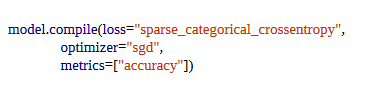 model.compile(loss="sparse_categorical_crossentropy",
optimizer="sgd",
metrics=["accuracy"])